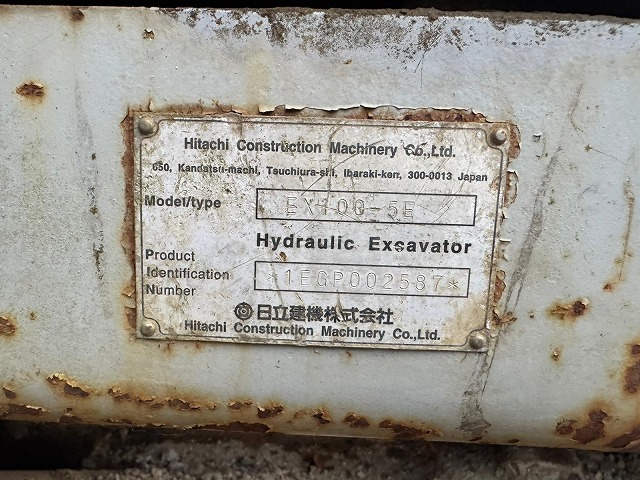 Hitachi Construction Machinery Co.,Ltd.
650, Kandatsu-machi, Tsuchiura-shi, Ibaraki-ken, 300-0013 Japan
Model/type EX100-5E
Hydraulic Exsavator
Product Identification Number *1EGP002587*
日立建機株式会社
Hitachi Construction Machinery Co.,Ltd.